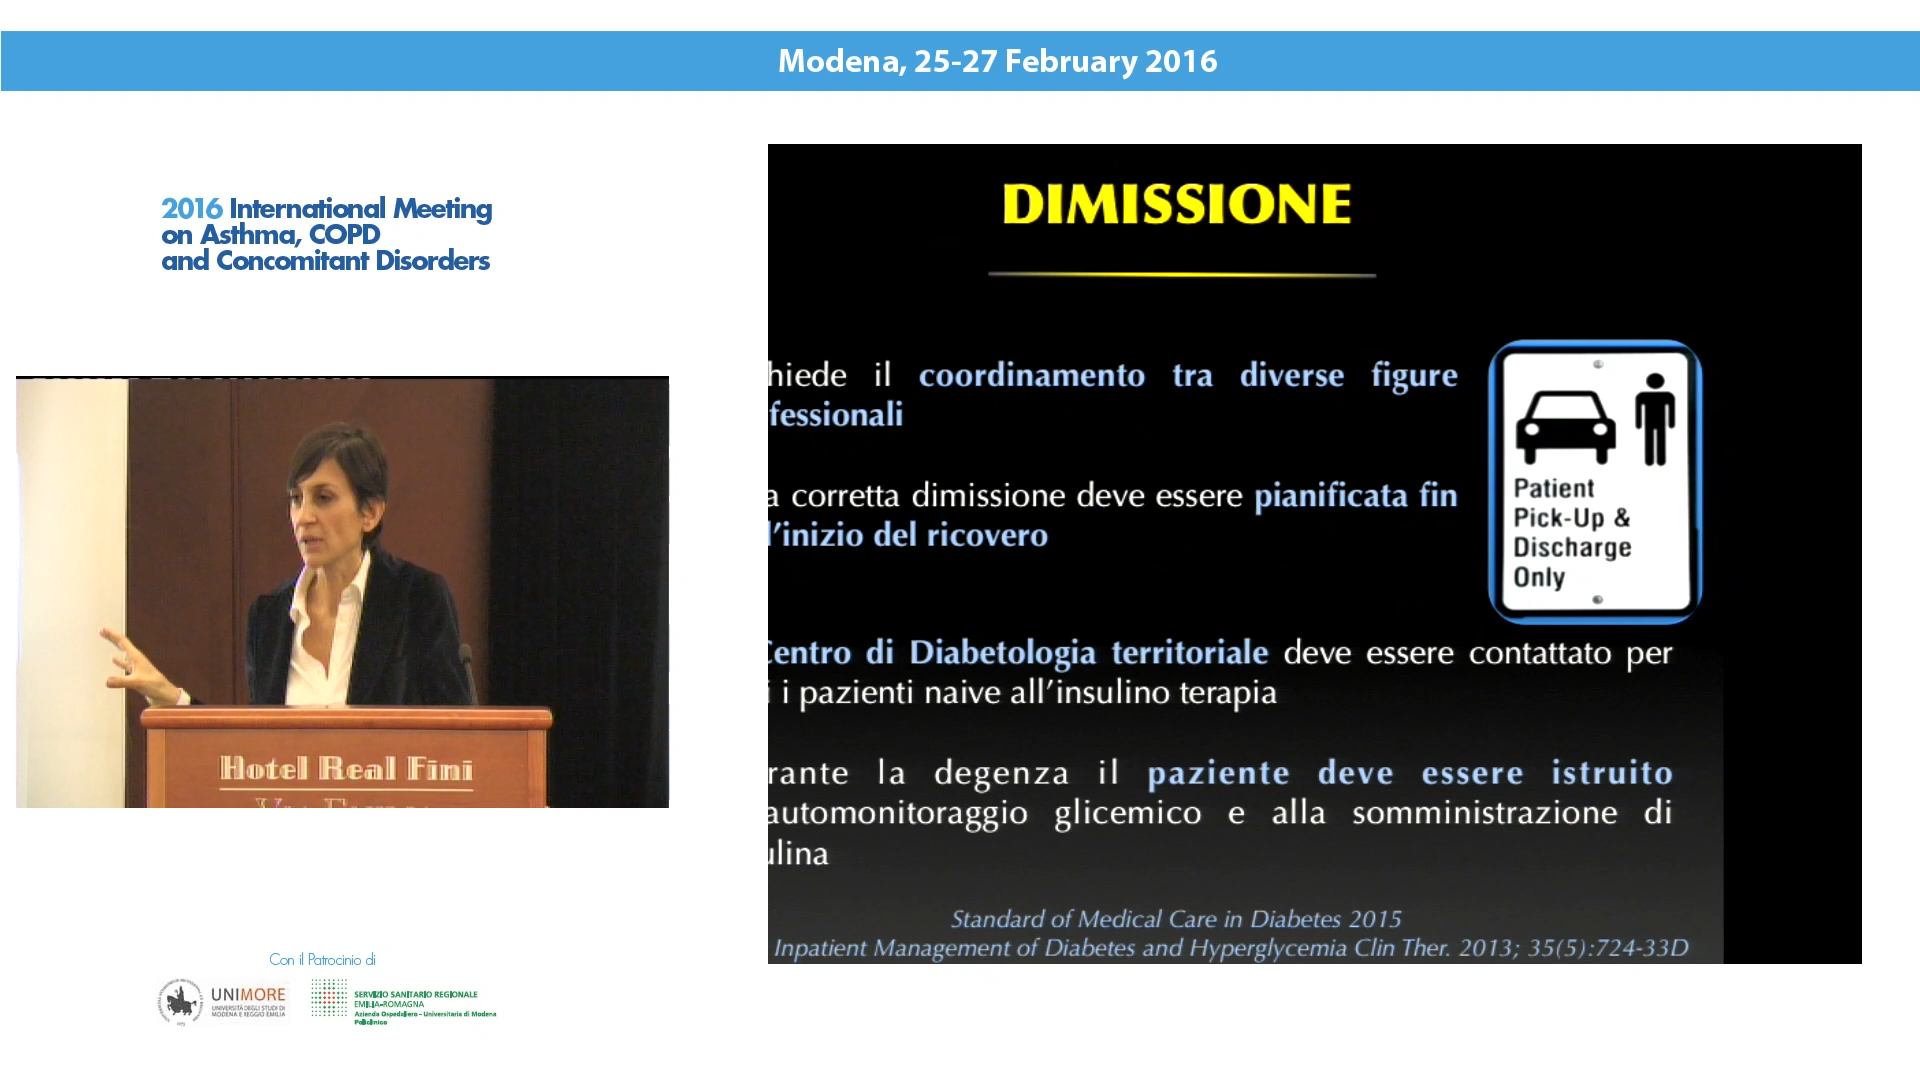 Modena, 25-27 February 2016
2016 International Meeting
on Asthma, COPD
and Concomitant Disorders
DIMISSIONE
hiede il coordinamento tra diverse figure
fessionali
a corretta dimissione deve essere pianificata fin
l'inizio del ricovero
Patient
Pick-Up &
Discharge
Only
Centro di Diabetologia territoriale deve essere contattato per
i i pazienti naive all'insulino terapia
rante la degenza il paziente deve essere istruito
automonitoraggio glicemico e alla somministrazione di
ulina
Standard of Medical Care in Diabetes 2015
Inpatient Management of Diabetes and Hyperglycemia Clin Ther. 2013; 35(5):724-33D
Hotel Real Fini
Con il Patrocinio di
UNIMORE
UNIVERSITÀ DEGLI STUDI DI
MODENA E REGGIO EMILIA
SERVIZIO SANITARIO REGIONALE
EMILIA-ROMAGNA
Azienda Ospedaliero - Universitaria di Modena
Policlinico